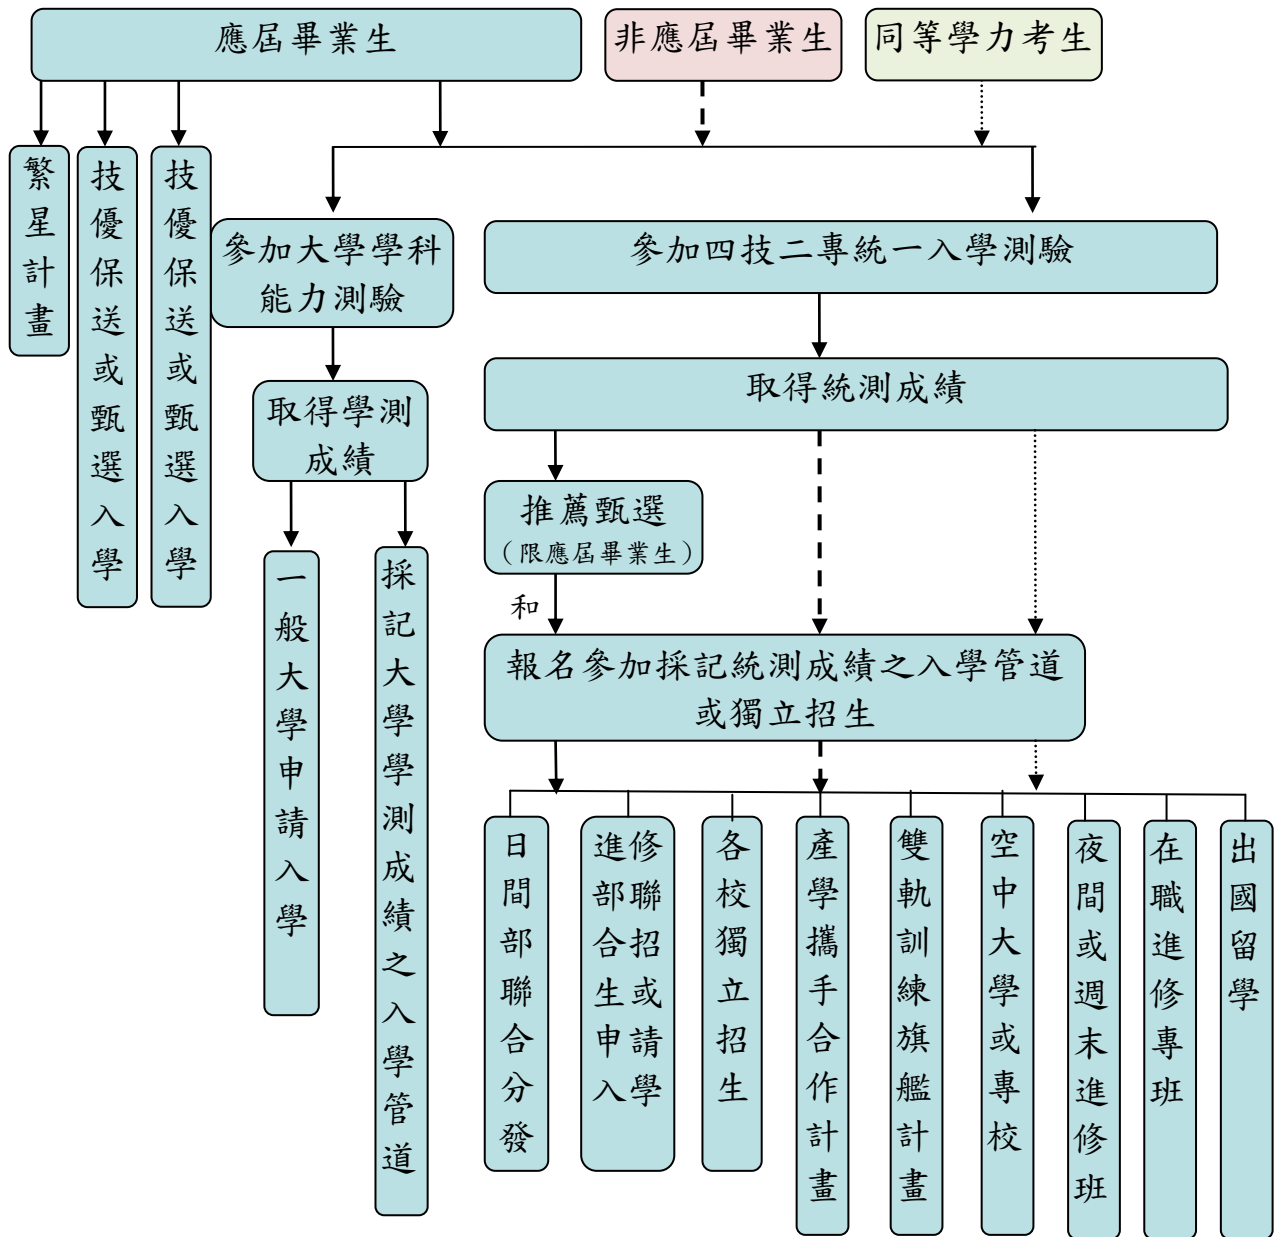 應屆畢業生
非應屆畢業生
同等學力考生
繁星計畫
技優保送或甄選入學
技優保送或甄選入學
參加大學學科
能力測驗
參加四技二專統一入學測驗
取得學測
成績
取得統測成績
推薦甄選
（限應屆畢業生）
和
一般大學申請入學
採記大學學測成績之入學管道
報名參加採記統測成績之入學管道
或獨立招生
日間部聯合分發
進修
部聯
合招
生或
申請
入學
各校獨立招生
產學攜手合作計畫
雙軌訓練旗艦計畫
空中大學或專校
夜間或週末進修班
在職進修專班
出國留學